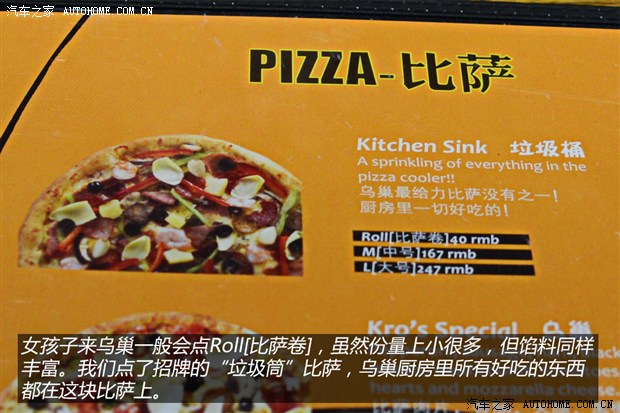 汽车之家 AUTOHOME.COM.CN
汽车之家 AUTOHOME.COM.CN
PIZZA-比萨
Kitchen Sink 垃圾桶
A sprinkling of everything in the
pizza cooler!!
乌巢最给力比萨没有之一!
厨房里一切好吃的!
Roll[比萨卷]40 rmb
M[中号]167 rmb
L[大号]247 rmb
Kro's Special 乌巢
女孩子来乌巢一般会点Roll[比萨卷]，虽然份量上小很多，但馅料同样
丰富。我们点了招牌的“垃圾筒”比萨，乌巢厨房里所有好吃的东西
都在这块比萨上。